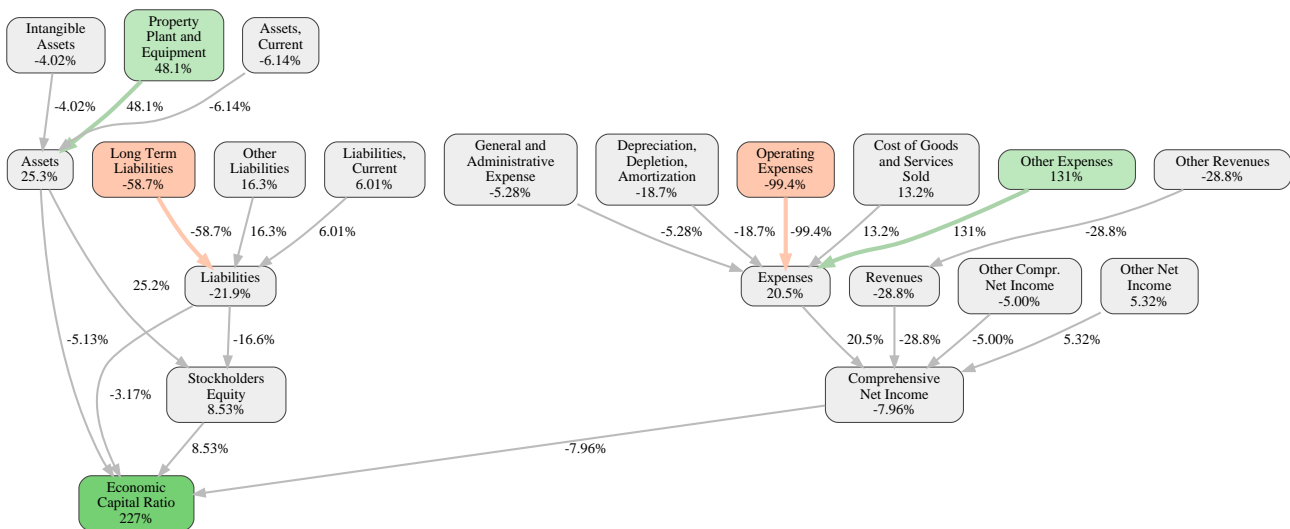 Intangible
Assets
-4.02%
Property
Plant and
Equipment
48.1%
Assets,
Current
-6.14%
-4.02%
48.1%
-6.14%
Assets
25.3%
Long Term
Liabilities
-58.7%
Other
Liabilities
16.3%
Liabilities,
Current
6.01%
General and
Administrative
Expense
-5.28%
Depreciation,
Depletion,
Amortization
-18.7%
Operating
Expenses
-99.4%
Cost of Goods
and Services
Sold
13.2%
Other Expenses
131%
Other Revenues
-28.8%
-58.7%
16.3%
6.01%
-5.28%
-18.7%
-99.4%
13.2%
131%
-28.8%
25.2%
Liabilities
-21.9%
Expenses
20.5%
Revenues
-28.8%
Other Compr.
Net Income
-5.00%
Other Net
Income
5.32%
-5.13%
-16.6%
20.5%
-28.8%
-5.00%
5.32%
-3.17%
Stockholders
Equity
8.53%
Comprehensive
Net Income
-7.96%
8.53%
-7.96%
Economic
Capital Ratio
227%